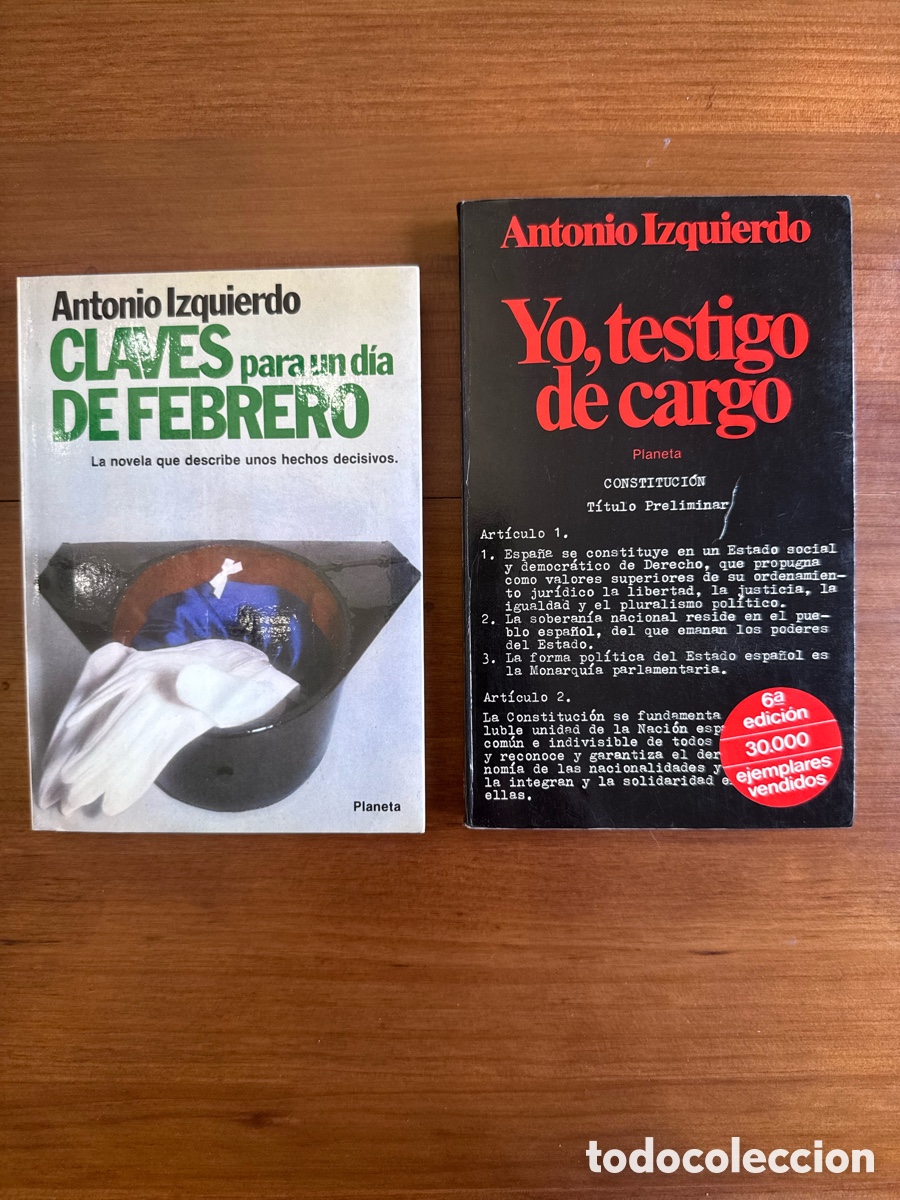 Antonio Izquierdo
CLAVES para un día
DE FEBRERO
La novela que describe unos hechos decisivos.
Planeta
Antonio Izquierdo
Yo, testigo
de cargo
Planeta
CONSTITUCIÓN
Título Preliminar
Artículo 1.
1. España se constituye en un Estado social
y democrático de Derecho, que propugna
como valores superiores de su ordenamien-
to jurídico la libertad, la justicia, la
igualdad y el pluralismo político.
2. La soberanía nacional reside en el pue-
blo español, del que emanan los poderes
del Estado.
3. La forma política del Estado español es
la Monarquía parlamentaria.
Artículo 2.
La Constitución se fundamenta
luble unidad de la Nación esp
común e indivisible de todos
y reconoce y garantiza el der
nomía de las nacionalidades y
la integran y la solidaridad e
ellas.
6ª
edición
30.000
ejemplares
vendidos
todocoleccion